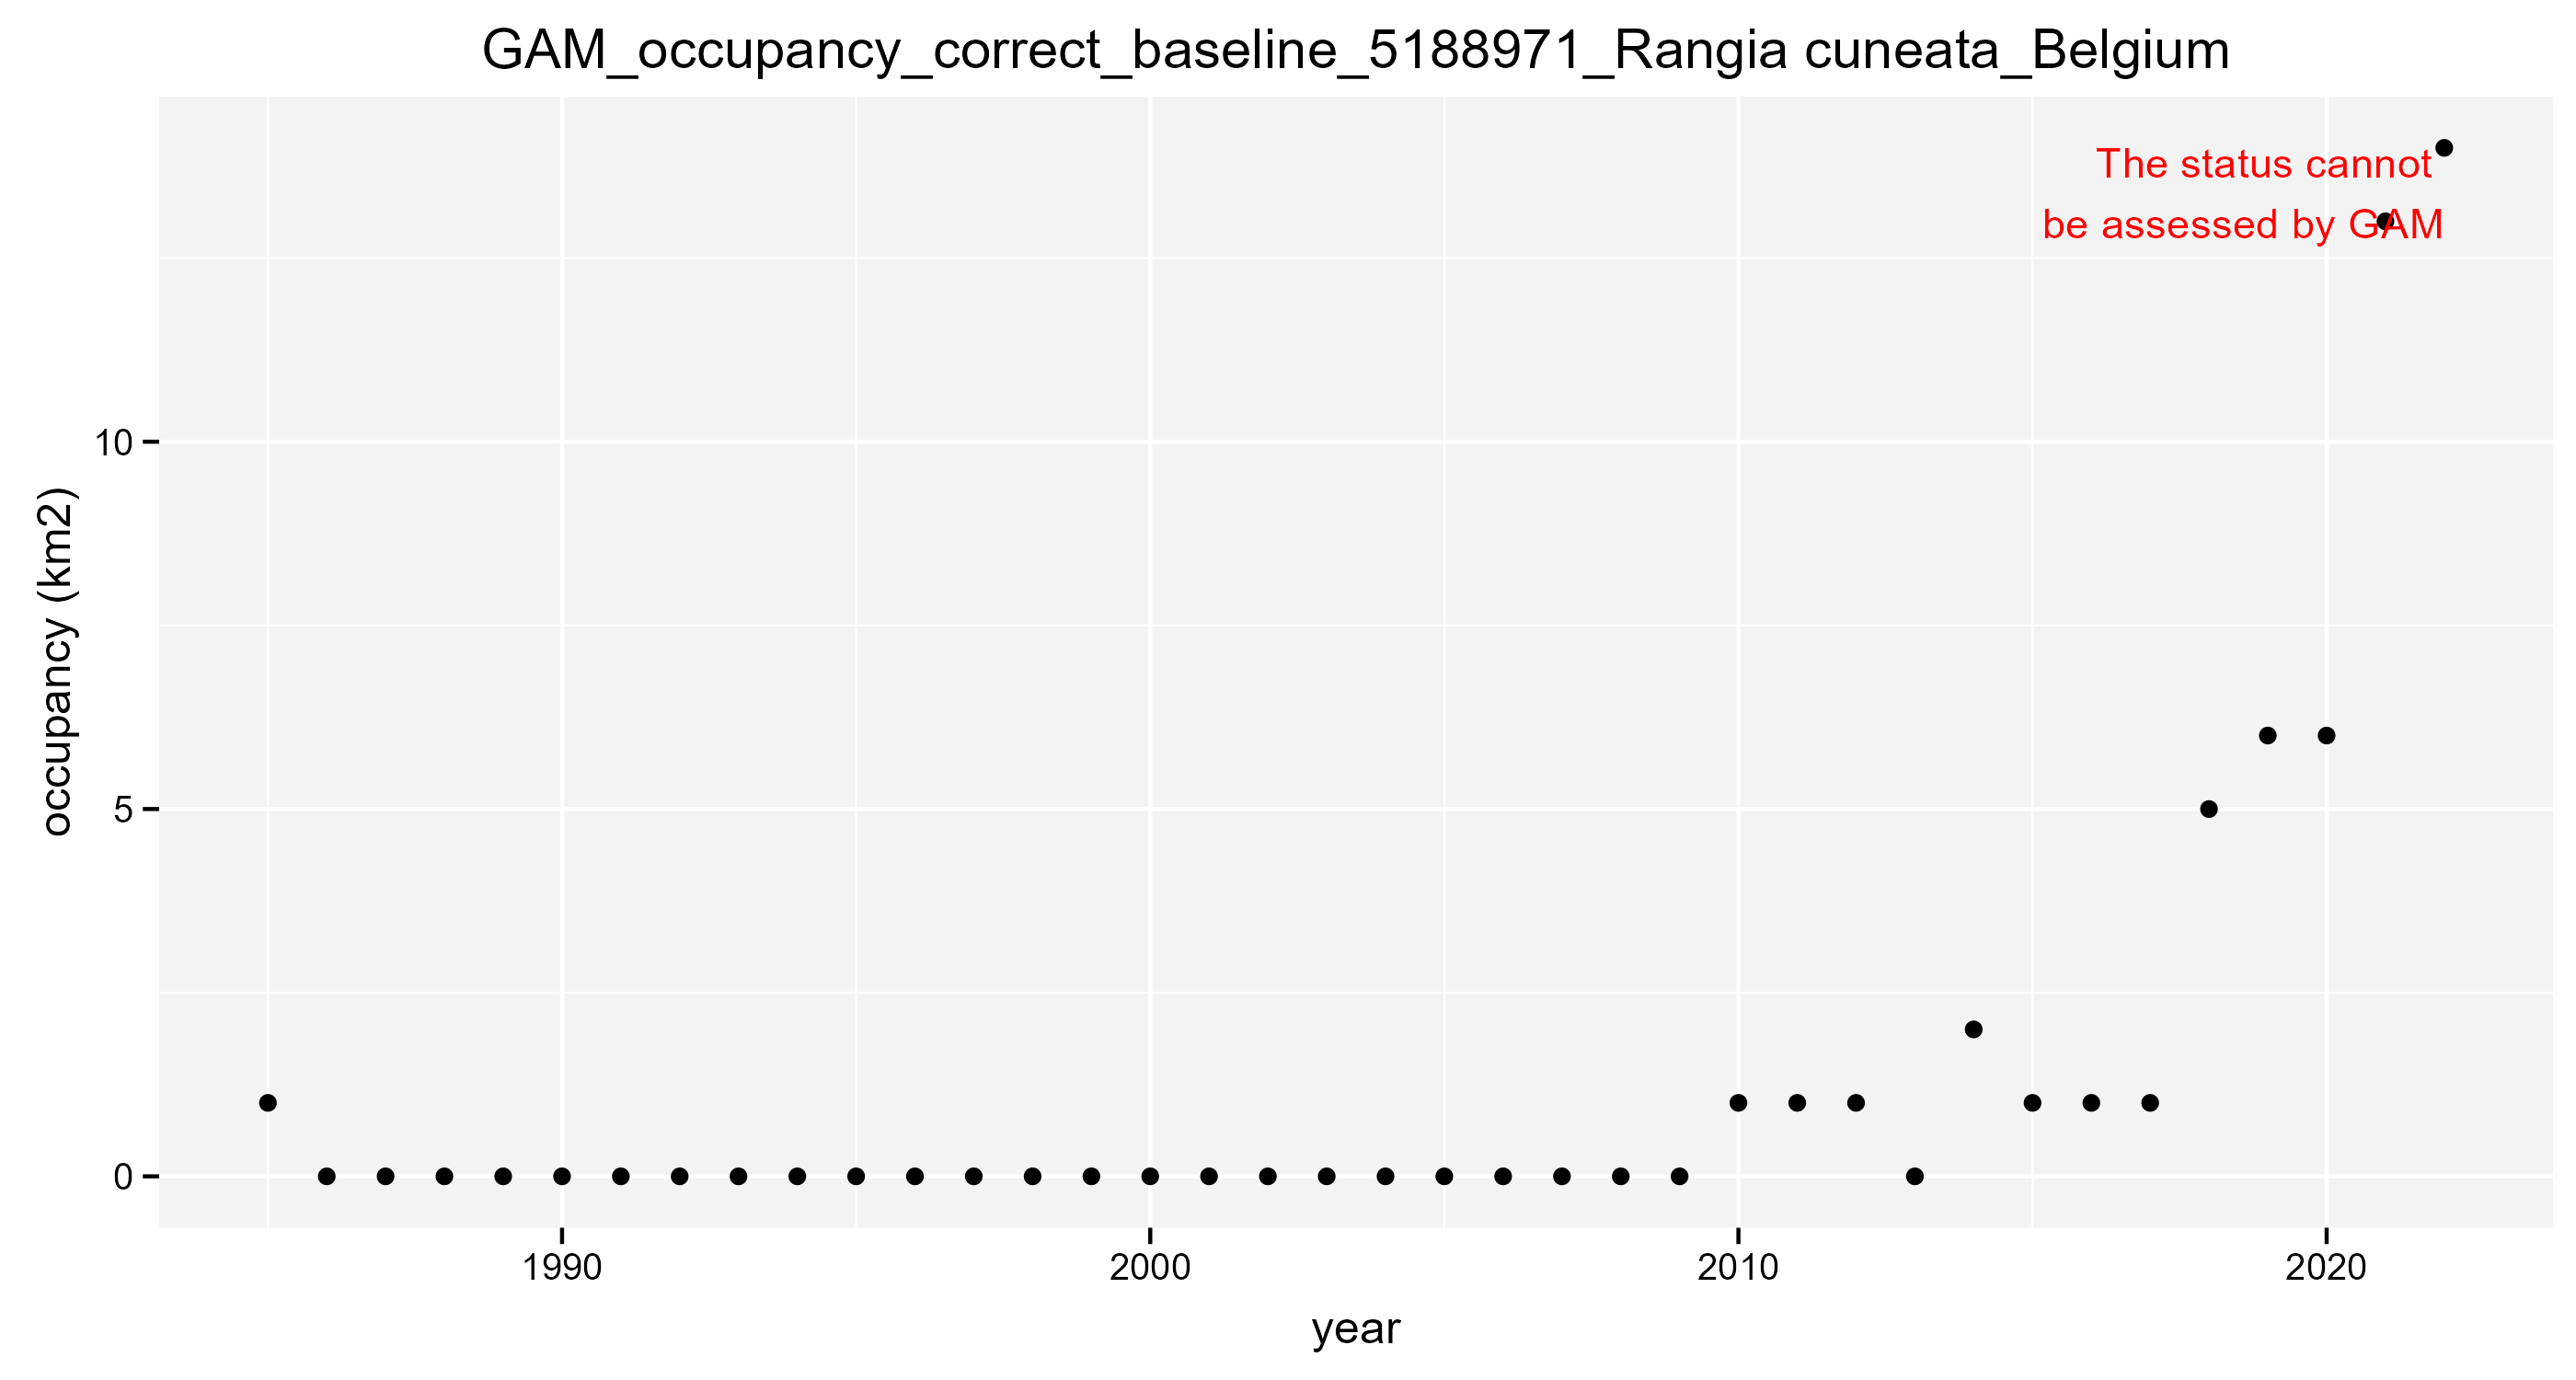 GAM_occupancy_correct_baseline_5188971_Rangia cuneata_Belgium
The status cannot
be assessed by GAM
10
5
0
occupancy (km2)
1990 2000 2010 2020
year